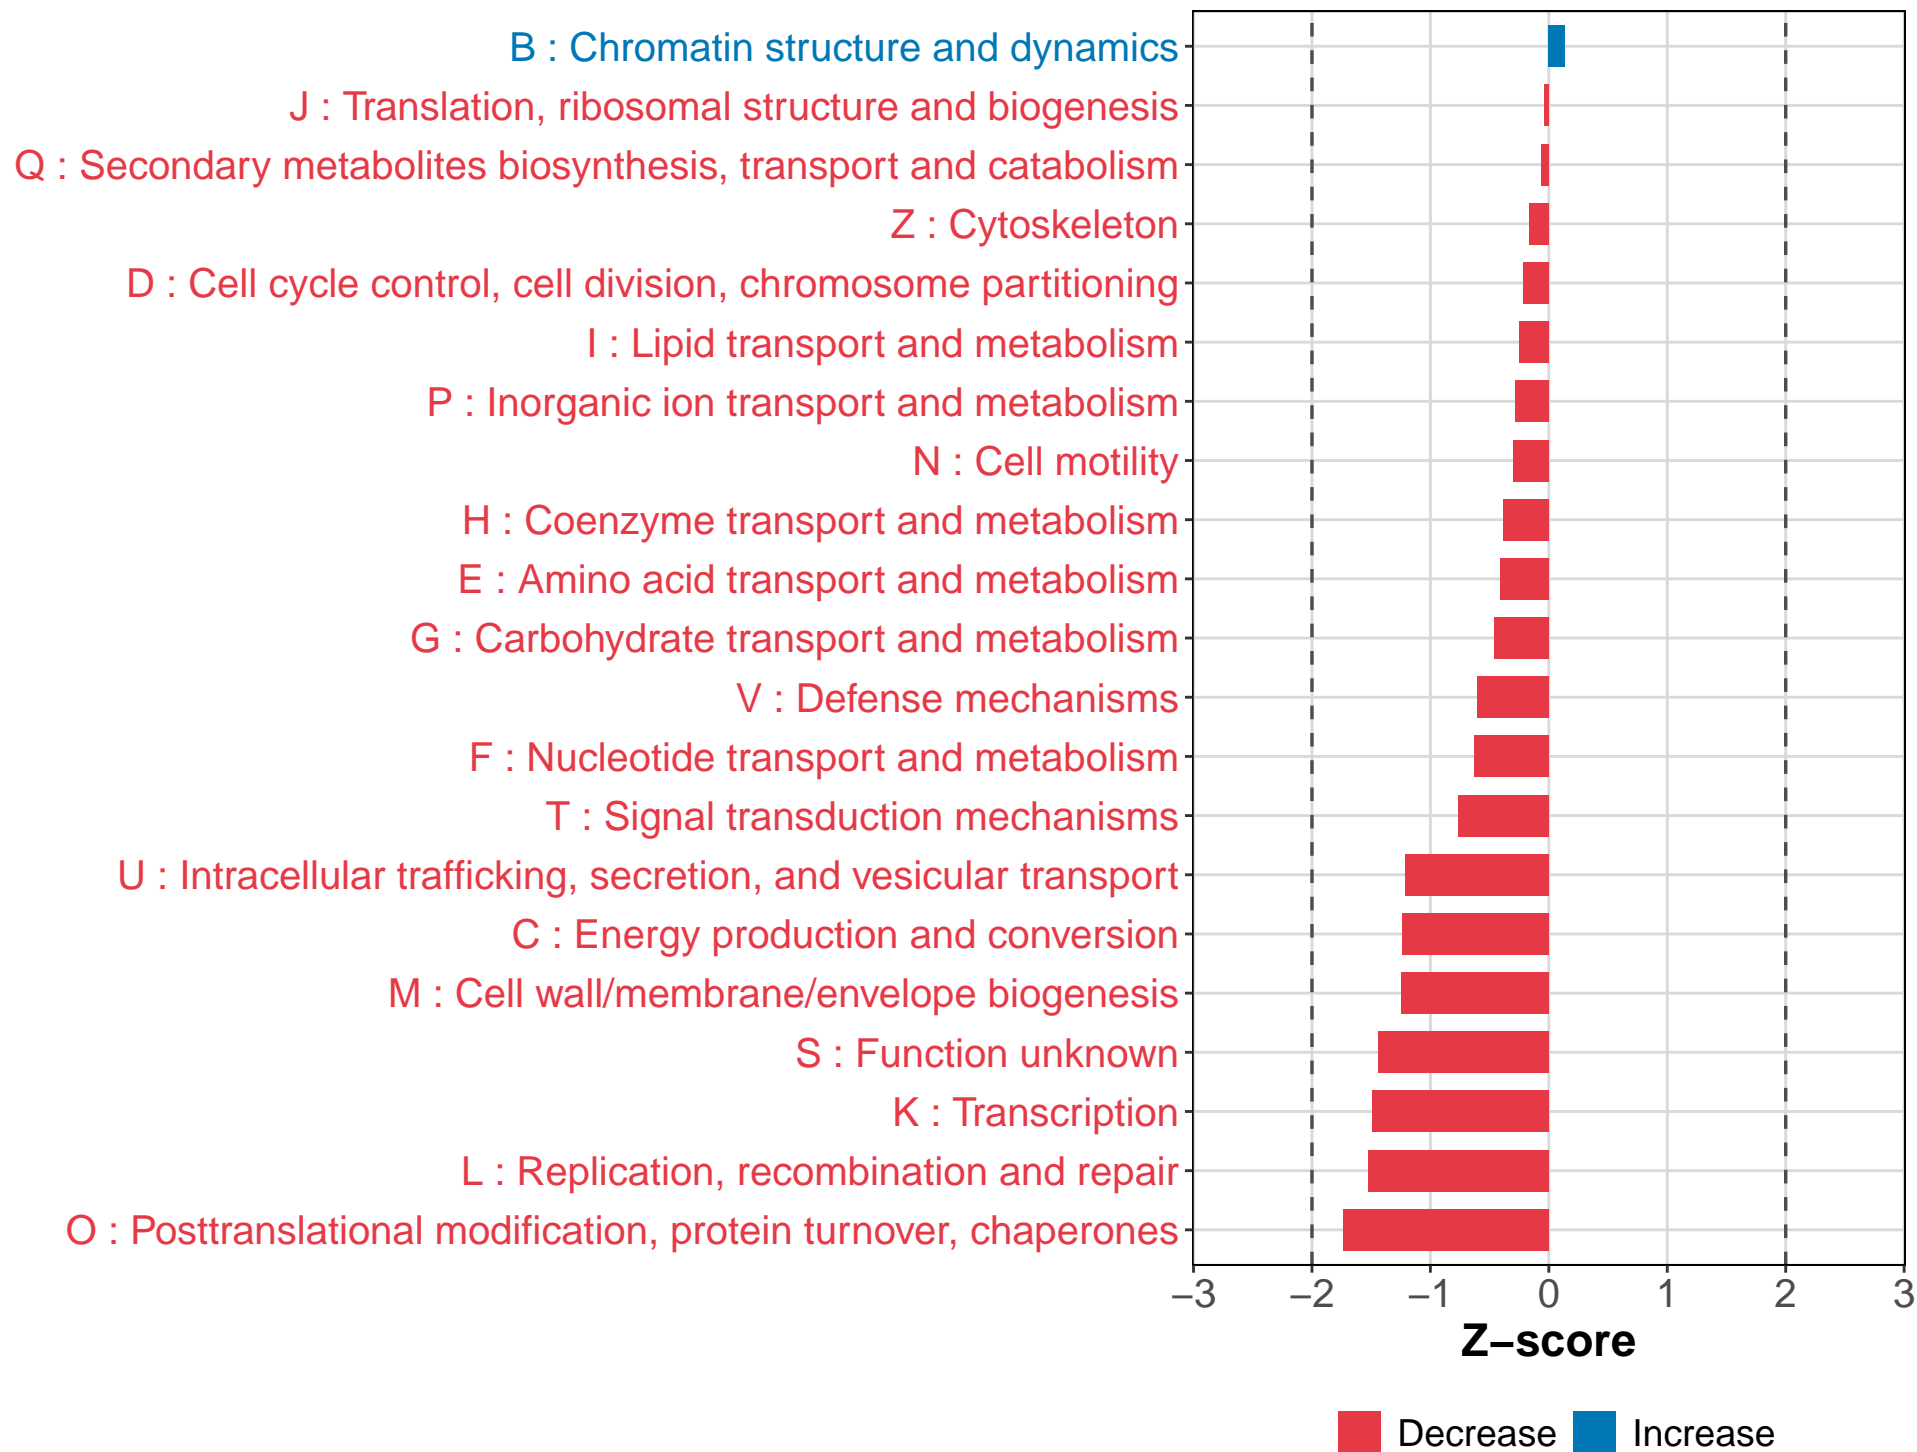 B : Chromatin structure and dynamics
J : Translation, ribosomal structure and biogenesis
Q : Secondary metabolites biosynthesis, transport and catabolism
Z : Cytoskeleton
D : Cell cycle control, cell division, chromosome partitioning
I : Lipid transport and metabolism
P : Inorganic ion transport and metabolism
N : Cell motility
H : Coenzyme transport and metabolism
E : Amino acid transport and metabolism
G : Carbohydrate transport and metabolism
V : Defense mechanisms
F : Nucleotide transport and metabolism
T : Signal transduction mechanisms
U : Intracellular trafficking, secretion, and vesicular transport
C : Energy production and conversion
M : Cell wall/membrane/envelope biogenesis
S : Function unknown
K : Transcription
L : Replication, recombination and repair
O : Posttranslational modification, protein turnover, chaperones
−3 −2 −1 0 1 2 3
Z−score
Decrease Increase